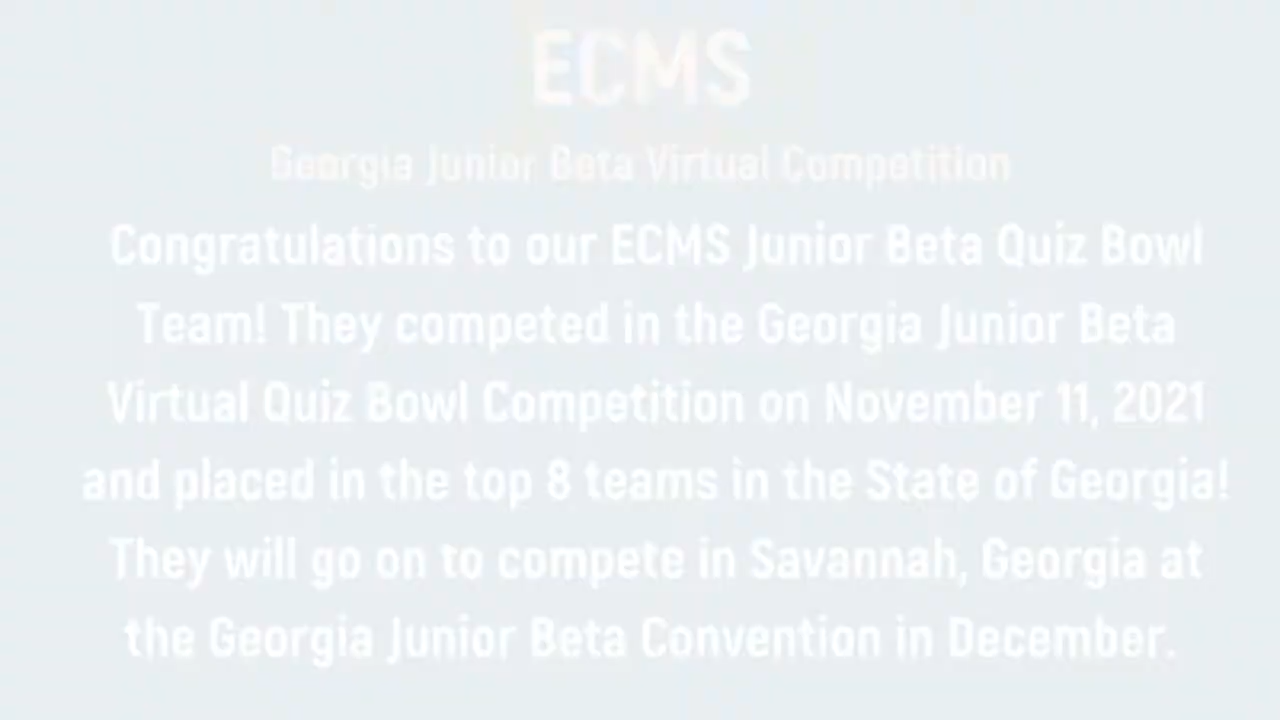 ECMS
Georgia Junior Beta Virtual Competition
Congratulations to our ECMS Junior Beta Quiz Bowl
Team! They competed in the Georgia Junior Beta
Virtual Quiz Bowl Competition on November 11, 2021
and placed in the top 8 teams in the State of Georgia!
They will go on to compete in Savannah, Georgia at
the Georgia Junior Beta Convention in December.